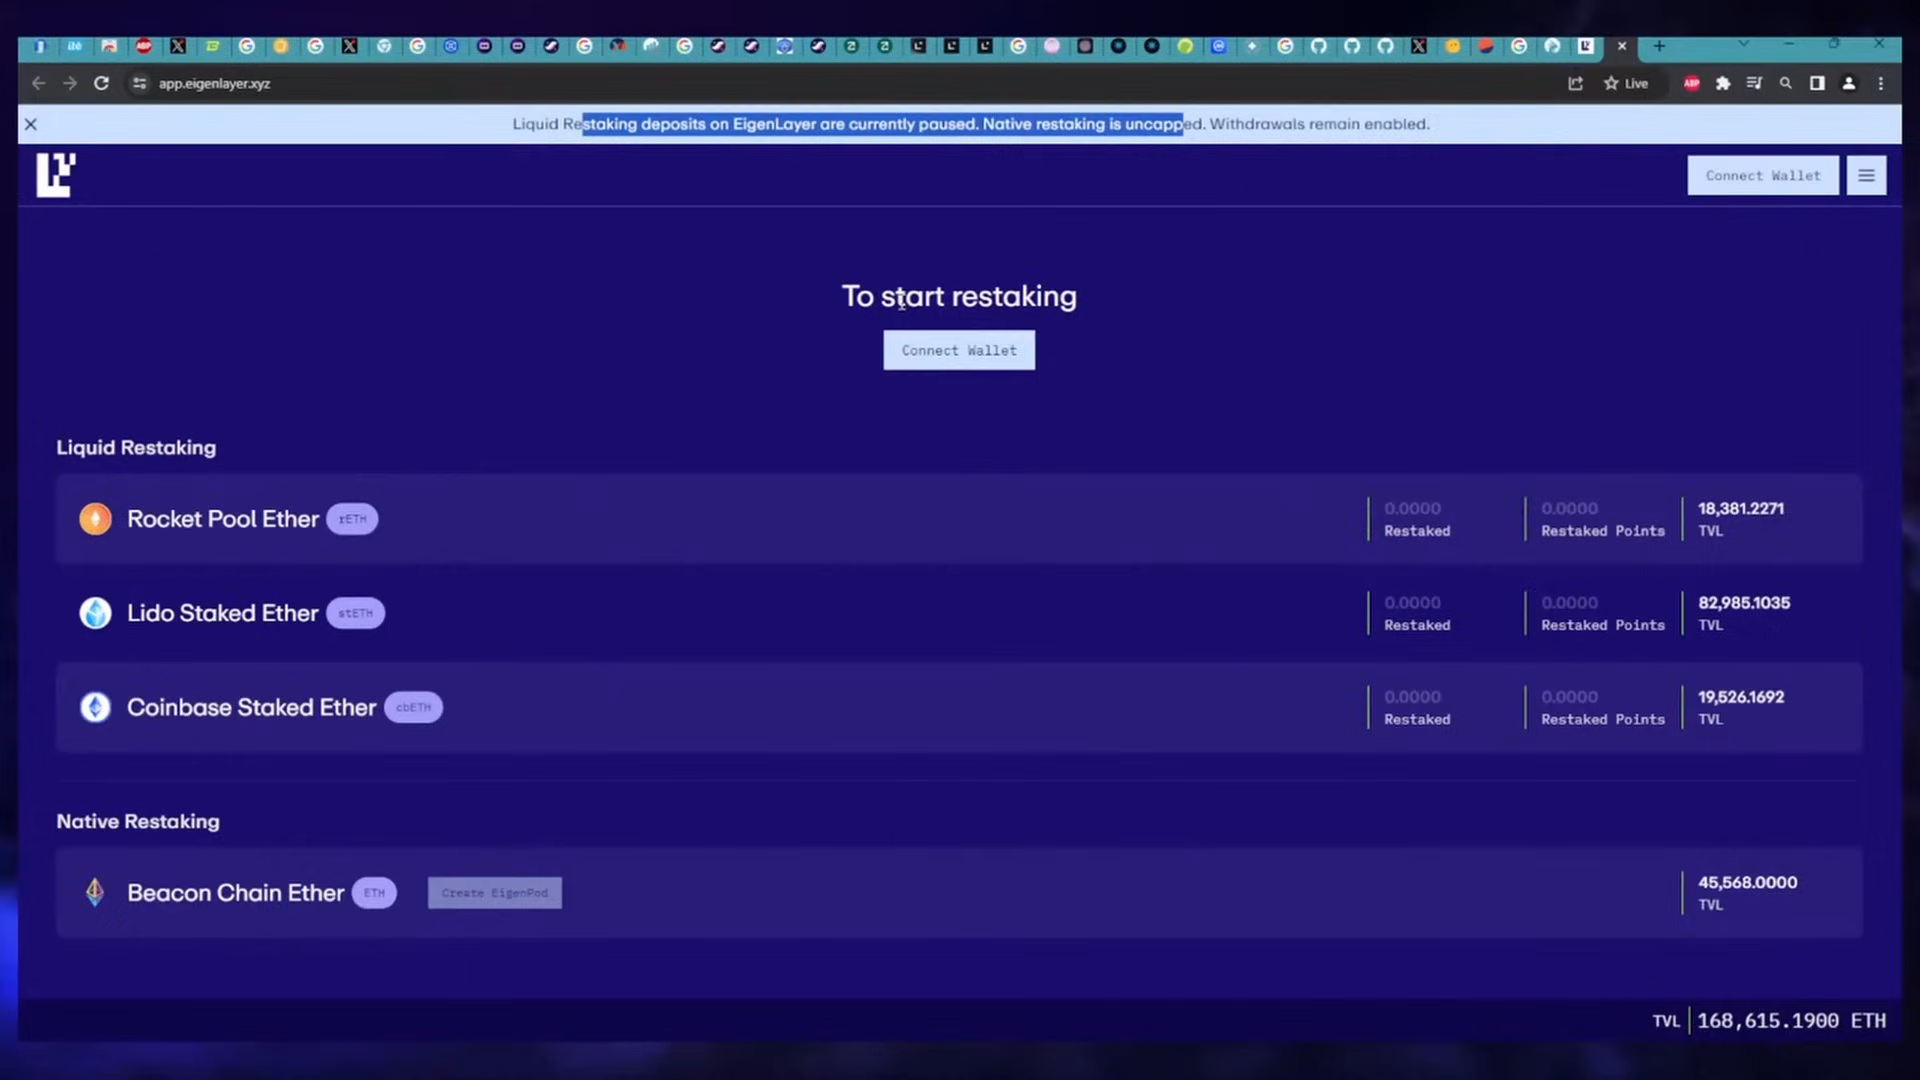 app.eigenlayer.xyz
Live
Liquid Restaking deposits on EigenLayer are currently paused. Native restaking is uncapped. Withdrawals remain enabled.
Connect Wallet
To start restaking
Connect Wallet
Liquid Restaking
Rocket Pool Ether rETH
0.0000 Restaked
0.0000 Restaked Points
18,381.2271 TVL
Lido Staked Ether stETH
0.0000 Restaked
0.0000 Restaked Points
82,985.1035 TVL
Coinbase Staked Ether cbETH
0.0000 Restaked
0.0000 Restaked Points
19,526.1692 TVL
Native Restaking
Beacon Chain Ether ETH Create EigenPod
45,568.0000 TVL
TVL 168,615.1900 ETH